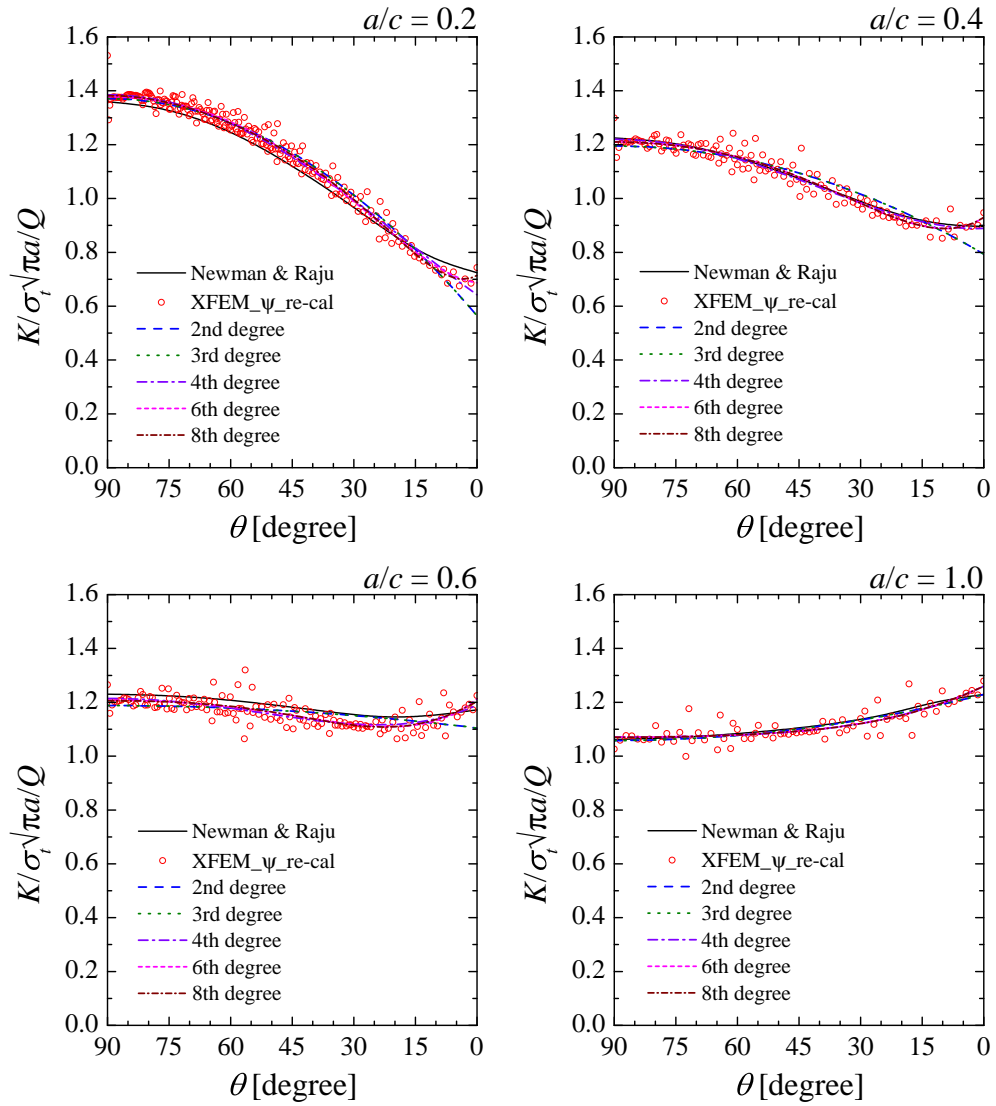 a/c = 0.2
1.6
1.4
1.2
1.0
0.8
0.6
0.4
0.2
0.0
K/σt√πa/Q
Newman & Raju
XFEM_ψ_re-cal
2nd degree
3rd degree
4th degree
6th degree
8th degree
90 75 60 45 30 15 0
θ [degree]
a/c = 0.4
1.6
1.4
1.2
1.0
0.8
0.6
0.4
0.2
0.0
K/σt√πa/Q
Newman & Raju
XFEM_ψ_re-cal
2nd degree
3rd degree
4th degree
6th degree
8th degree
90 75 60 45 30 15 0
θ [degree]
a/c = 0.6
1.6
1.4
1.2
1.0
0.8
0.6
0.4
0.2
0.0
K/σt√πa/Q
Newman & Raju
XFEM_ψ_re-cal
2nd degree
3rd degree
4th degree
6th degree
8th degree
90 75 60 45 30 15 0
θ [degree]
a/c = 1.0
1.6
1.4
1.2
1.0
0.8
0.6
0.4
0.2
0.0
K/σt√πa/Q
Newman & Raju
XFEM_ψ_re-cal
2nd degree
3rd degree
4th degree
6th degree
8th degree
90 75 60 45 30 15 0
θ [degree]